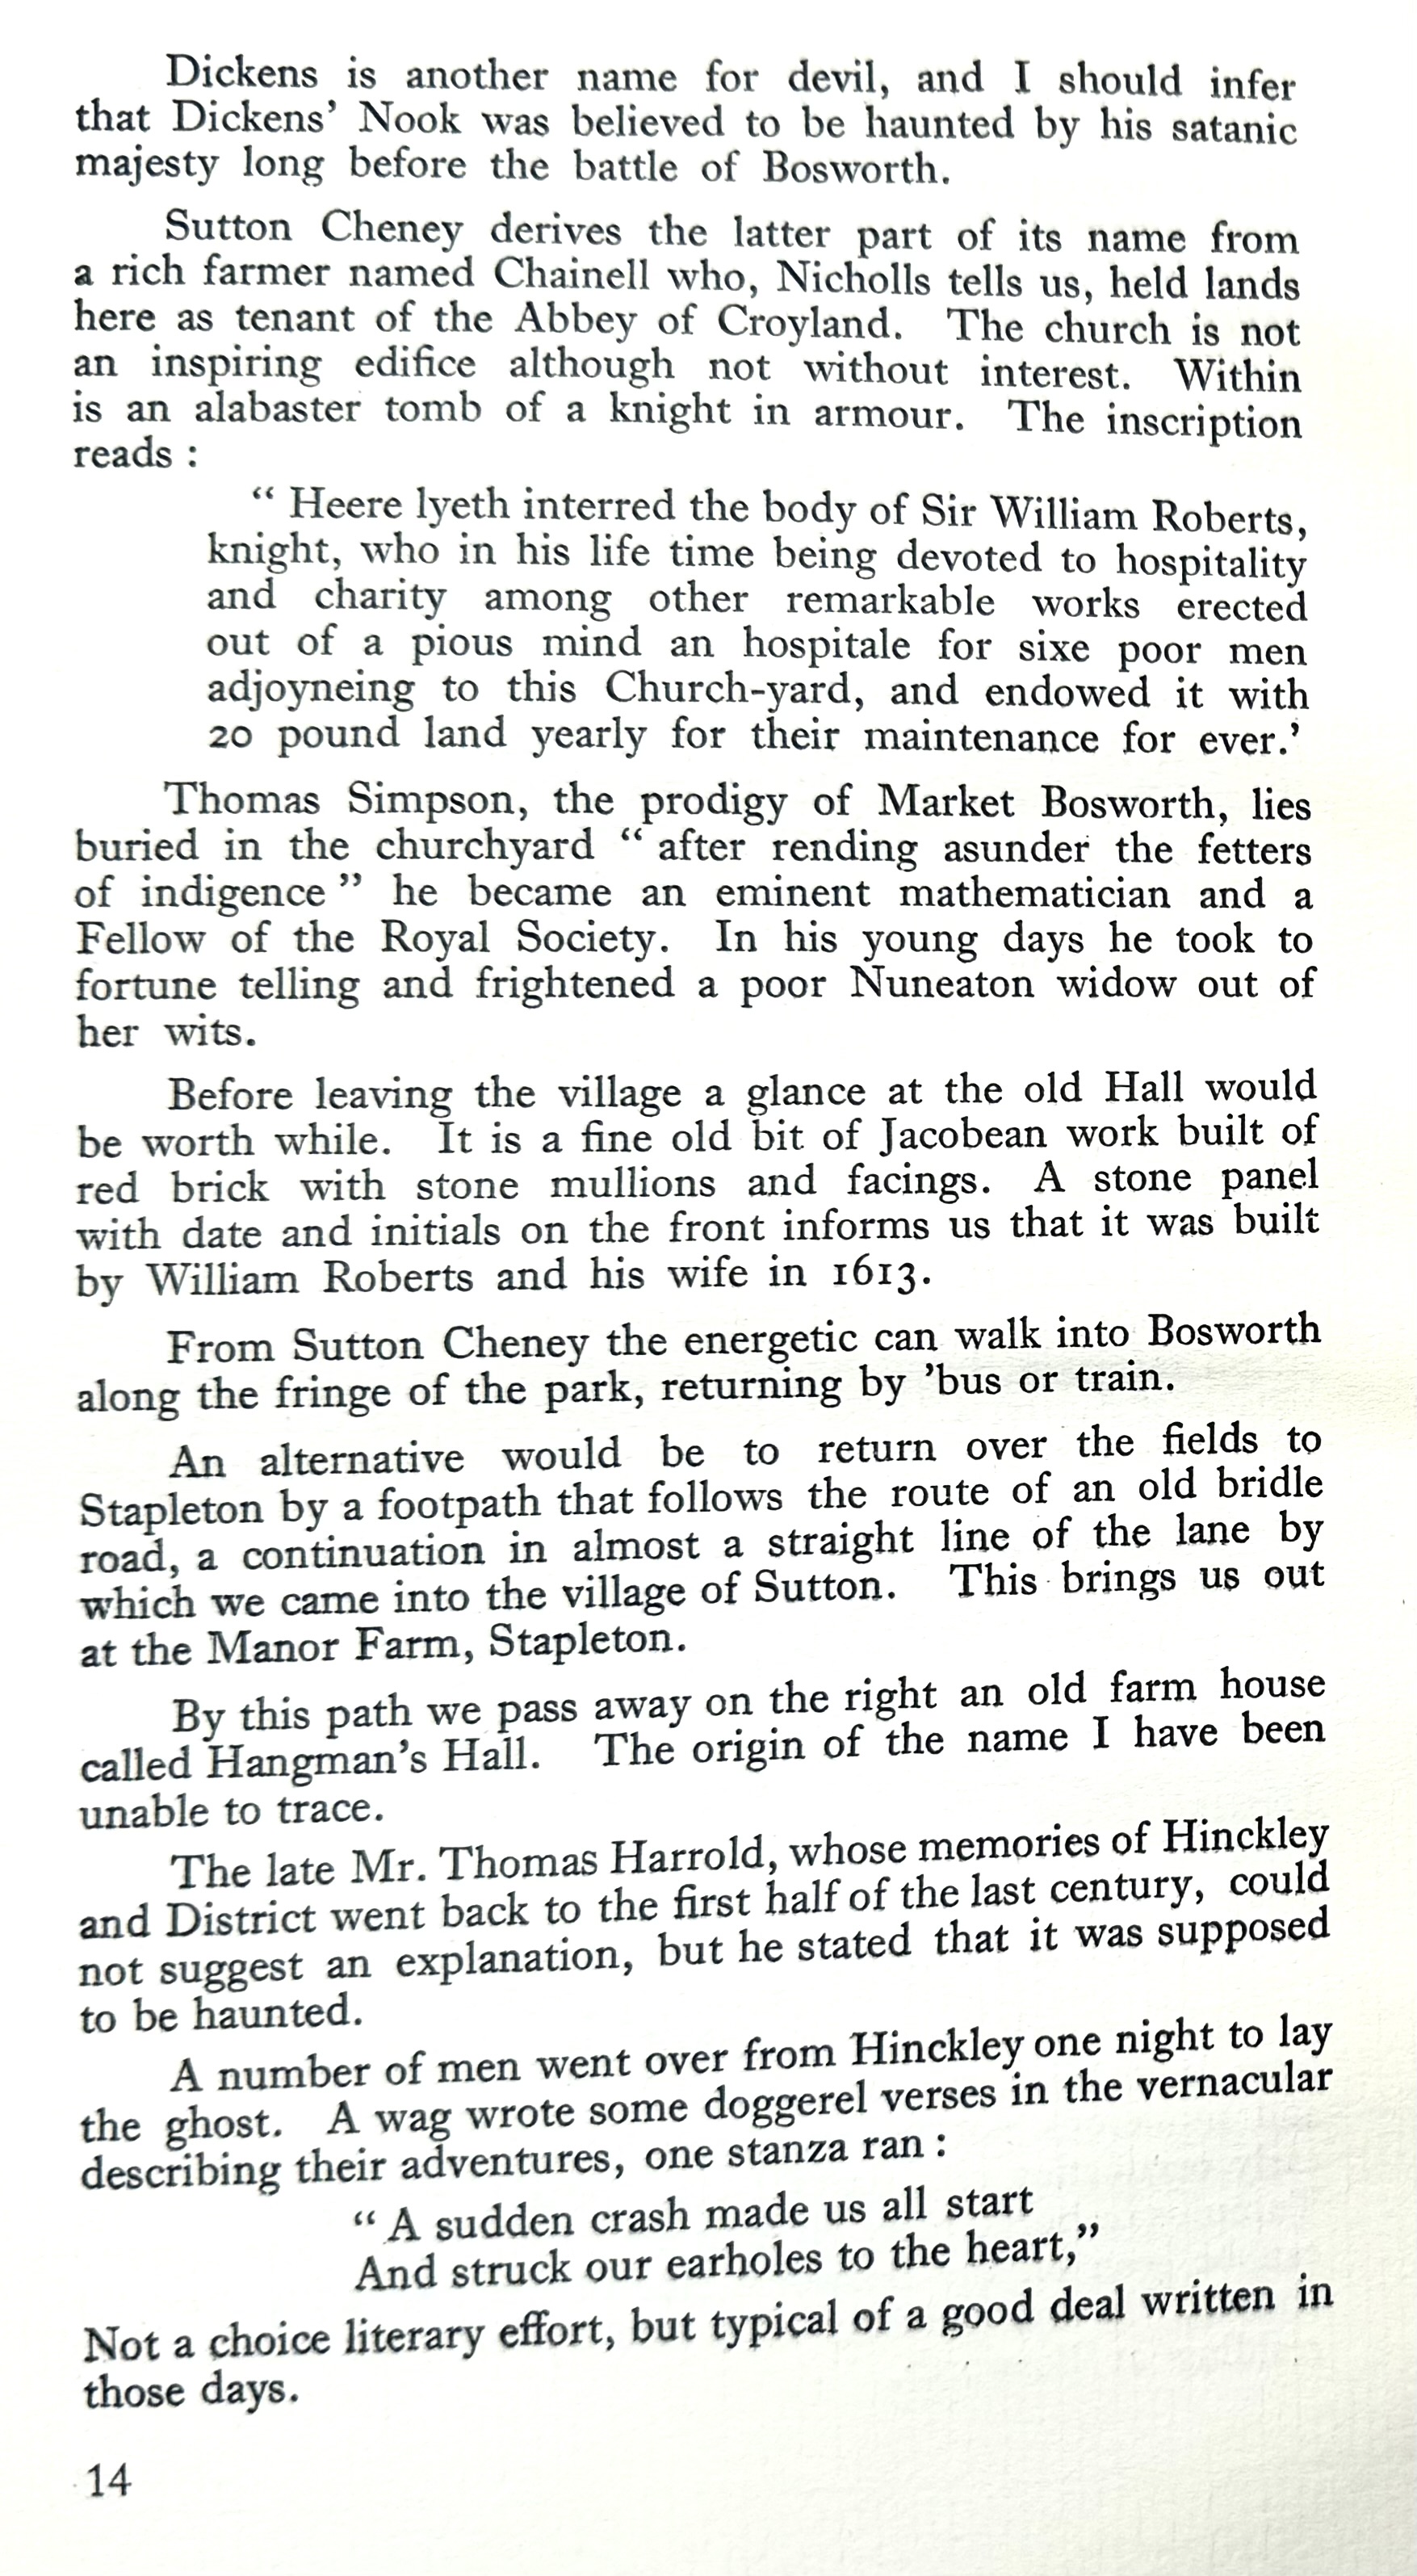 Dickens is another name for devil, and I should infer
that Dickens’ Nook was believed to be haunted by his satanic
majesty long before the battle of Bosworth.
Sutton Cheney derives the latter part of its name from
a rich farmer named Chainell who, Nicholls tells us, held lands
here as tenant of the Abbey of Croyland. The church is not
an inspiring edifice although not without interest. Within
is an alabaster tomb of a knight in armour. The inscription
reads :
“ Heere lyeth interred the body of Sir William Roberts,
knight, who in his life time being devoted to hospitality
and charity among other remarkable works erected
out of a pious mind an hospitale for sixe poor men
adjoyneing to this Church-yard, and endowed it with
20 pound land yearly for their maintenance for ever.’
Thomas Simpson, the prodigy of Market Bosworth, lies
buried in the churchyard “ after rending asunder the fetters
of indigence ” he became an eminent mathematician and a
Fellow of the Royal Society. In his young days he took to
fortune telling and frightened a poor Nuneaton widow out of
her wits.
Before leaving the village a glance at the old Hall would
be worth while. It is a fine old bit of Jacobean work built of
red brick with stone mullions and facings. A stone panel
with date and initials on the front informs us that it was built
by William Roberts and his wife in 1613.
From Sutton Cheney the energetic can walk into Bosworth
along the fringe of the park, returning by ’bus or train.
An alternative would be to return over the fields to
Stapleton by a footpath that follows the route of an old bridle
road, a continuation in almost a straight line of the lane by
which we came into the village of Sutton. This brings us out
at the Manor Farm, Stapleton.
By this path we pass away on the right an old farm house
called Hangman’s Hall. The origin of the name I have been
unable to trace.
The late Mr. Thomas Harrold, whose memories of Hinckley
and District went back to the first half of the last century, could
not suggest an explanation, but he stated that it was supposed
to be haunted.
A number of men went over from Hinckley one night to lay
the ghost. A wag wrote some doggerel verses in the vernacular
describing their adventures, one stanza ran :
“ A sudden crash made us all start
And struck our earholes to the heart,”
Not a choice literary effort, but typical of a good deal written in
those days.
14